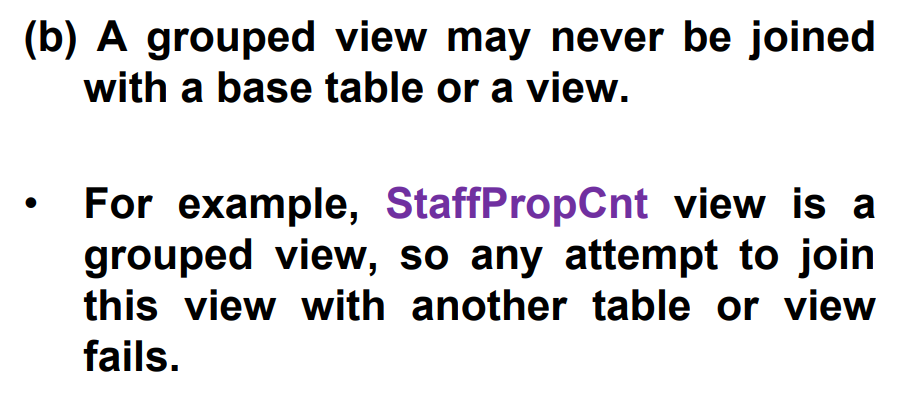 (b) A grouped view may never be joined
with a base table or a view.
• For example, StaffPropCnt view is a
grouped view, so any attempt to join
this view with another table or view
fails.